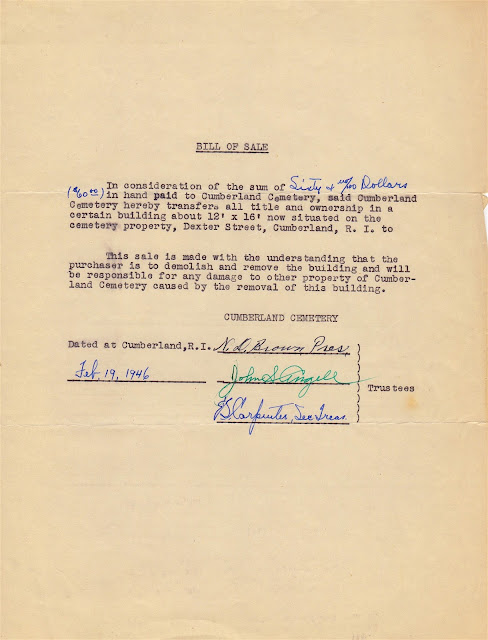 BILL OF SALE
In consideration of the sum of Sixty & no/100 Dollars
($60.00) in hand paid to Cumberland Cemetery, said Cumberland
Cemetery hereby transfers all title and ownership in a
certain building about 12' x 16' now situated on the
cemetery property, Dexter Street, Cumberland, R. I. to
This sale is made with the understanding that the
purchaser is to demolish and remove the building and will
be responsible for any damage to other property of Cumber-
land Cemetery caused by the removal of this building.
CUMBERLAND CEMETERY
Dated at Cumberland,R.I. N. L. Brown Pres.
Feb. 19, 1946 John S Angell
Trustees
Carpenter, Sec Treas.